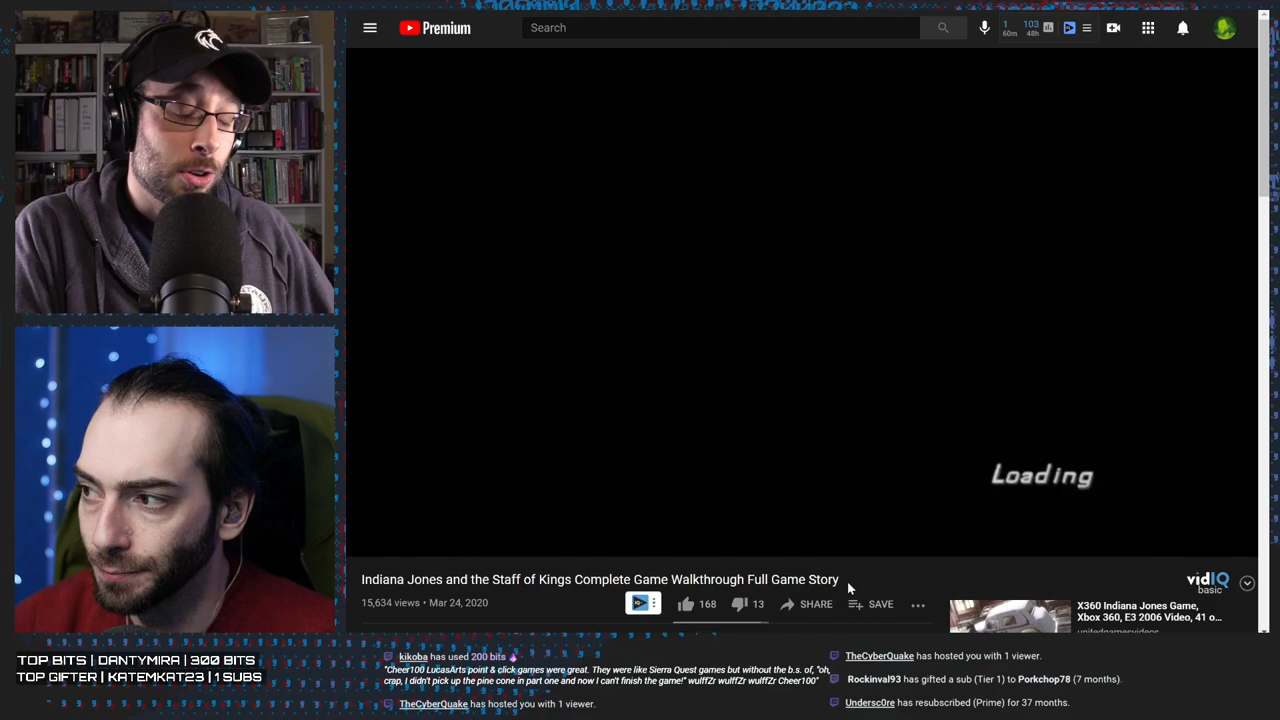 Premium
Search
1
60m
103
48h
Loading
Indiana Jones and the Staff of Kings Complete Game Walkthrough Full Game Story
15,634 views • Mar 24, 2020
168
13
SHARE
SAVE
vidIQ
basic
X360 Indiana Jones Game,
Xbox 360, E3 2006 Video, 41 o...
unitedgamesvideos
TOP BITS | DANTYMIRA | 300 BITS
TOP GIFTER | KATEMKAT23 | 1 SUBS
kikoba has used 200 bits
"Cheer100 LucasArts point & click games were great. They were like Sierra Quest games but without the b.s. of, "oh,
crap, I didn't pick up the pine cone in part one and now I can't finish the game!" wulffZr wulffZr wulffZr Cheer100"
TheCyberQuake has hosted you with 1 viewer.
TheCyberQuake has hosted you with 1 viewer.
Rockinval93 has gifted a sub (Tier 1) to Porkchop78 (7 months).
Undersc0re has resubscribed (Prime) for 37 months.